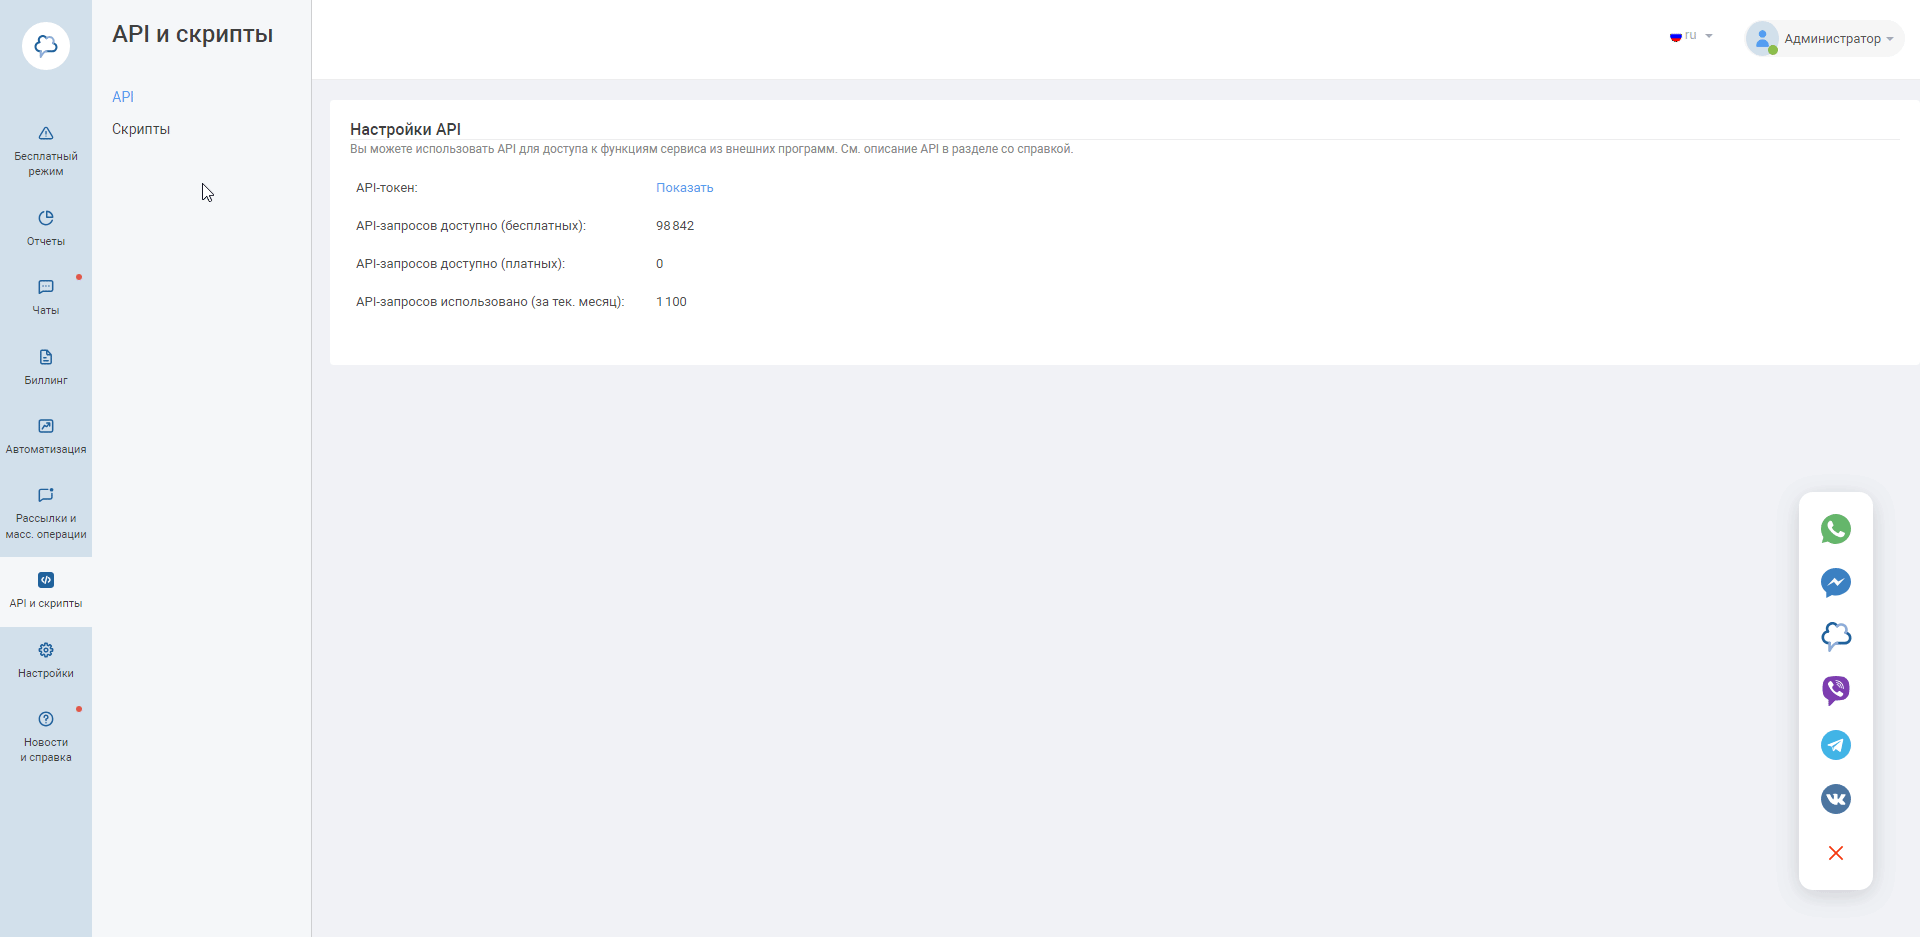 API и скрипты
ru
Администратор
API
Скрипты
Бесплатный
режим
Отчеты
Чаты
Биллинг
Автоматизация
Рассылки и
масс. операции
API и скрипты
Настройки
Новости
и справка
Настройки API
Вы можете использовать API для доступа к функциям сервиса из внешних программ. См. описание API в разделе со справкой.
API-токен: Показать
API-запросов доступно (бесплатных): 98 842
API-запросов доступно (платных): 0
API-запросов использовано (за тек. месяц): 1 100